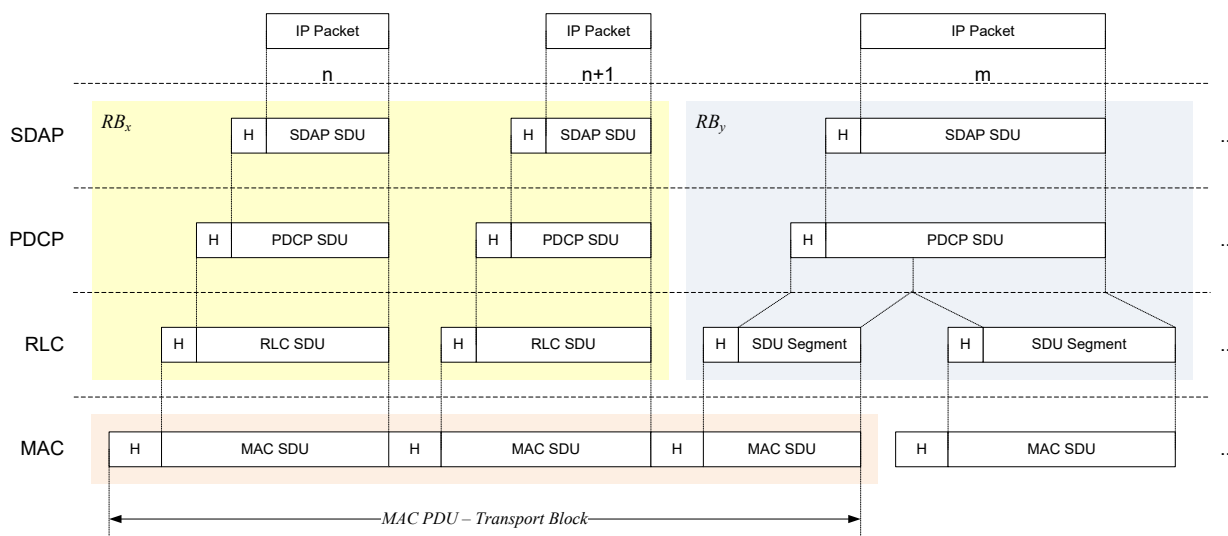 IP Packet IP Packet IP Packet
n n+1 m
RBx RBy
SDAP H SDAP SDU H SDAP SDU H SDAP SDU ..
PDCP H PDCP SDU H PDCP SDU H PDCP SDU ..
RLC H RLC SDU H RLC SDU H SDU Segment H SDU Segment ..
MAC H MAC SDU H MAC SDU H MAC SDU H MAC SDU ..
MAC PDU – Transport Block